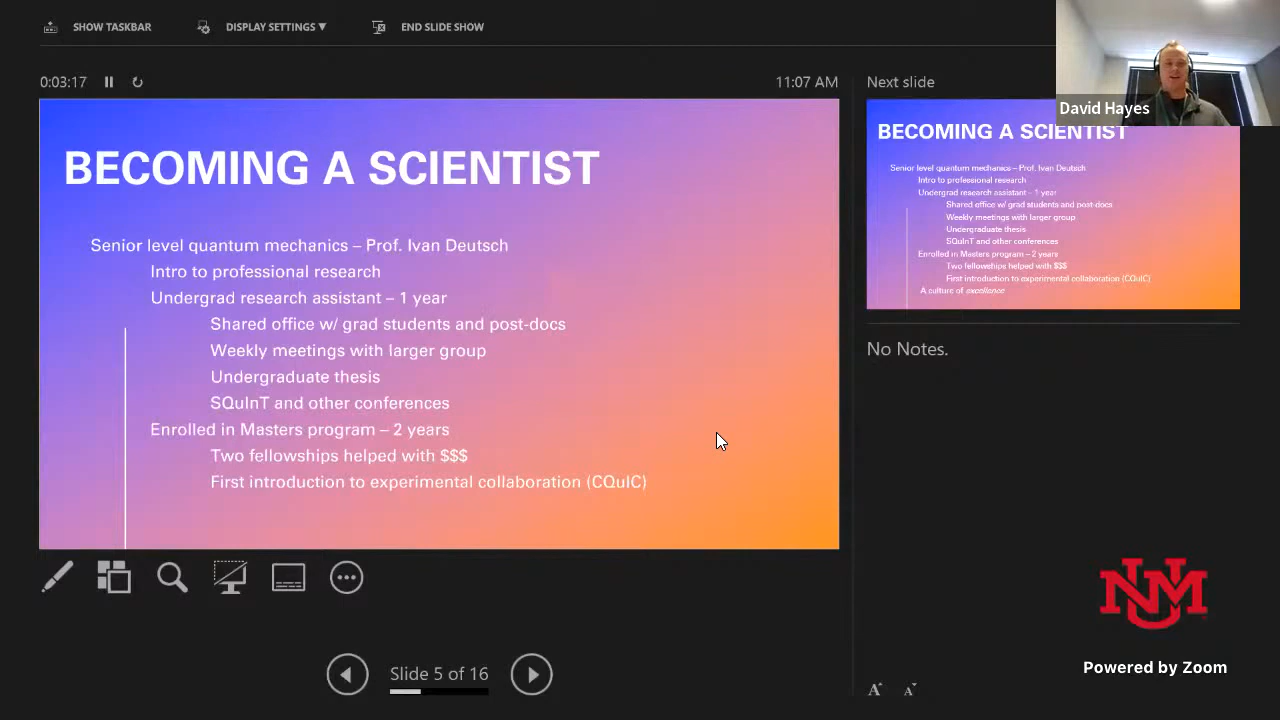 SHOW TASKBAR
DISPLAY SETTINGS ▼
END SLIDE SHOW
0:03:17
11:07 AM
BECOMING A SCIENTIST
Senior level quantum mechanics – Prof. Ivan Deutsch
Intro to professional research
Undergrad research assistant – 1 year
Shared office w/ grad students and post-docs
Weekly meetings with larger group
Undergraduate thesis
SQuInT and other conferences
Enrolled in Masters program – 2 years
Two fellowships helped with $$$
First introduction to experimental collaboration (CQuIC)
Slide 5 of 16
Next slide
David Hayes
BECOMING A SCIENTIST
Senior level quantum mechanics – Prof. Ivan Deutsch
Intro to professional research
Undergrad research assistant – 1 year
Shared office w/ grad students and post-docs
Weekly meetings with larger group
Undergraduate thesis
SQuInT and other conferences
Enrolled in Masters program – 2 years
Two fellowships helped with $$$
First introduction to experimental collaboration (CQuIC)
A culture of excellence
No Notes.
UNM
Powered by Zoom
A A